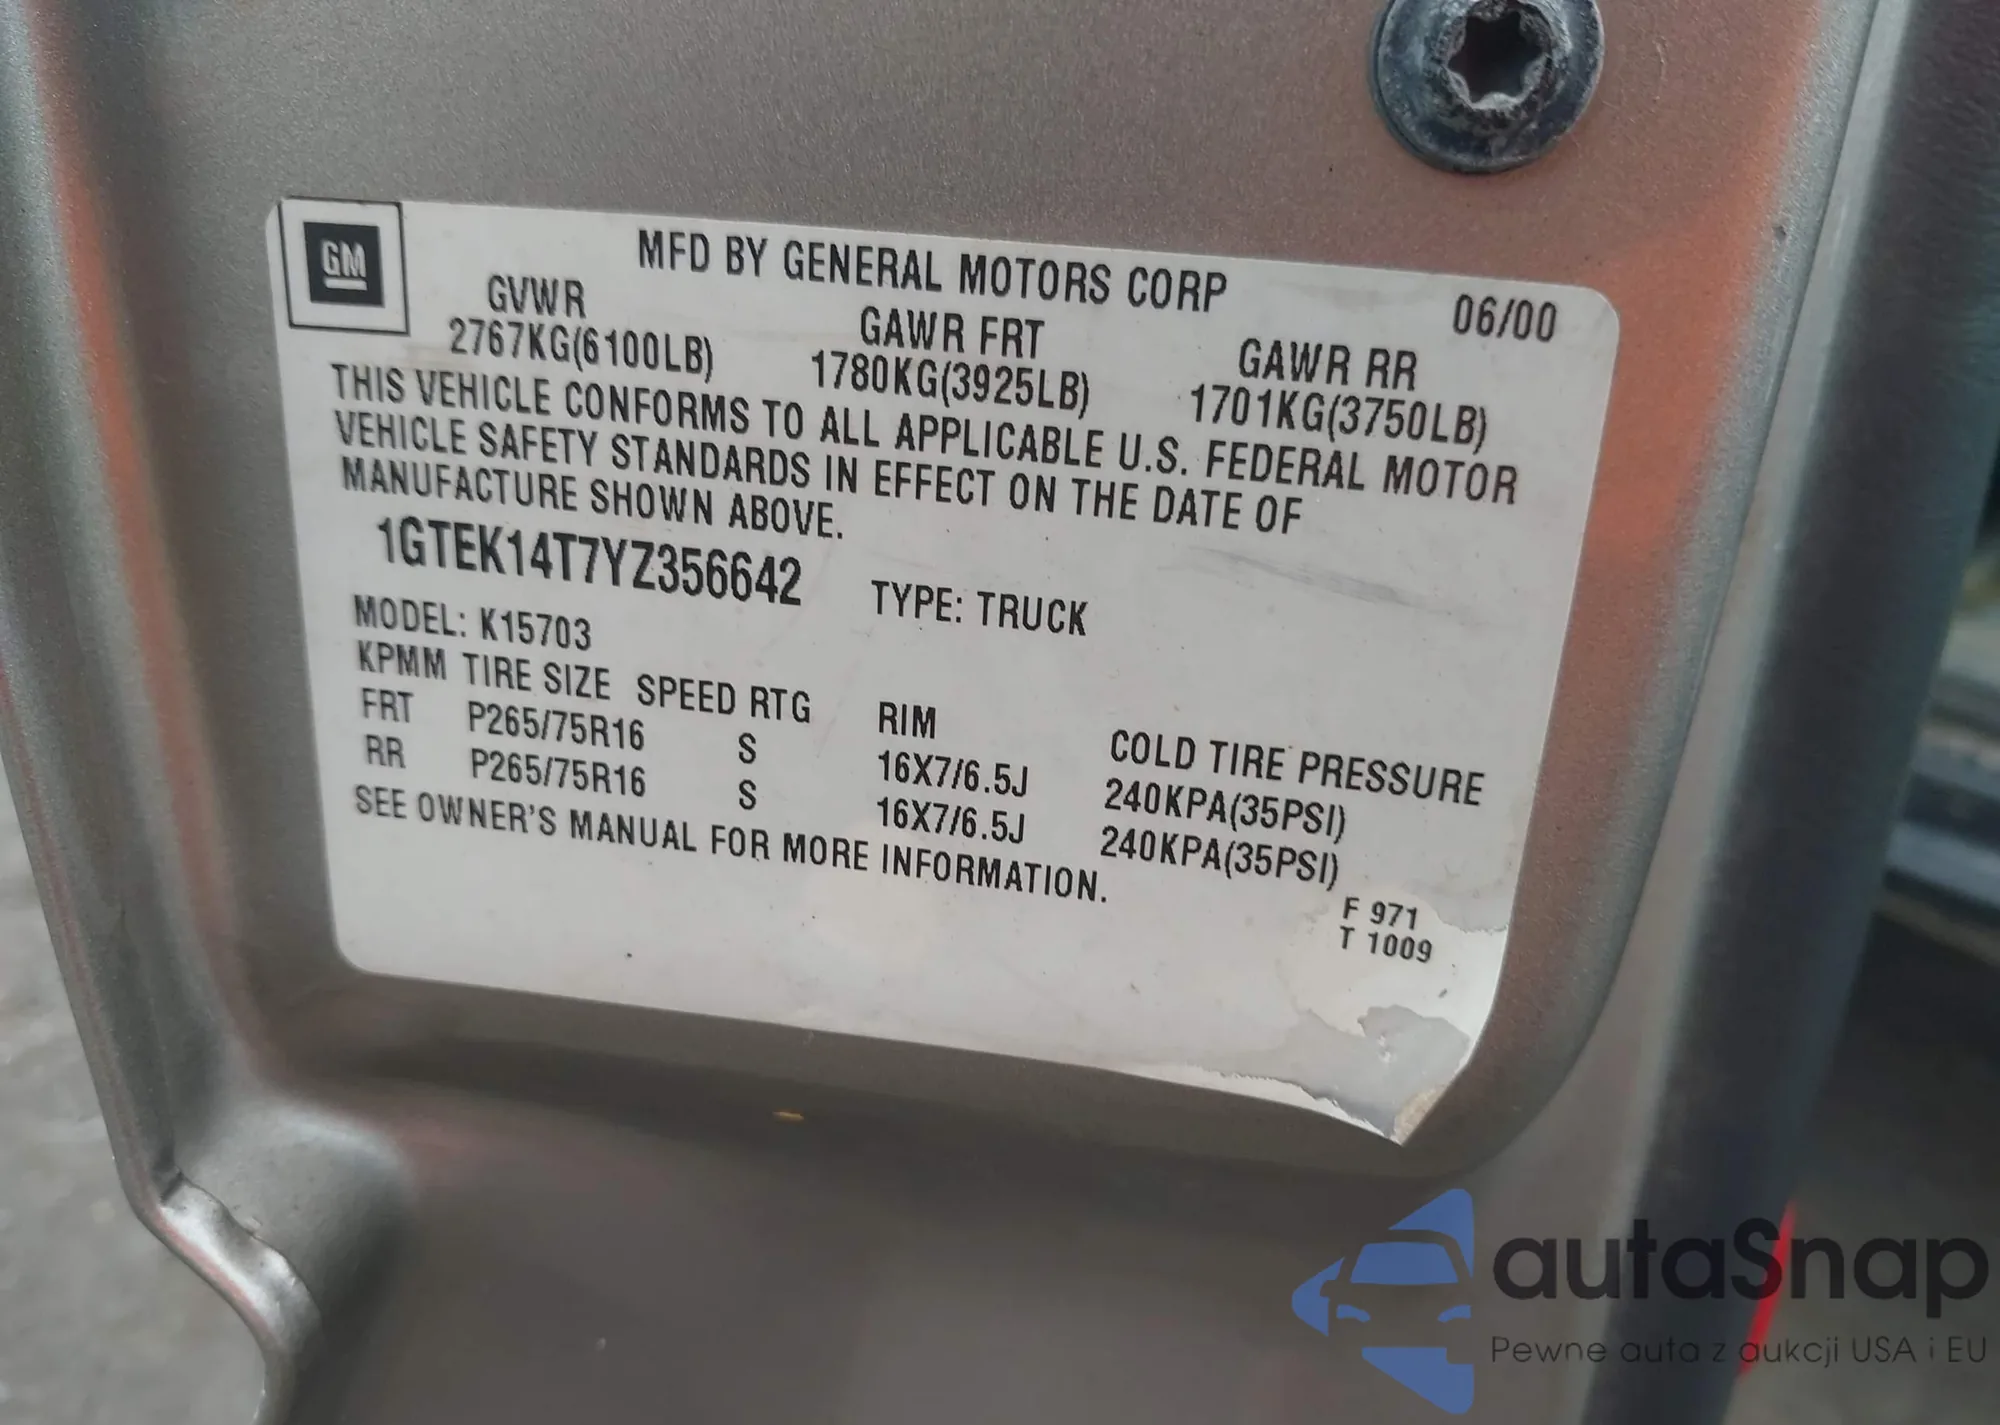 GM
MFD BY GENERAL MOTORS CORP 06/00
GVWR GAWR FRT GAWR RR
2767KG(6100LB) 1780KG(3925LB) 1701KG(3750LB)
THIS VEHICLE CONFORMS TO ALL APPLICABLE U.S. FEDERAL MOTOR
VEHICLE SAFETY STANDARDS IN EFFECT ON THE DATE OF
MANUFACTURE SHOWN ABOVE.
1GTEK14T7YZ356642 TYPE: TRUCK
MODEL: K15703
KPMM TIRE SIZE SPEED RTG RIM COLD TIRE PRESSURE
FRT P265/75R16 S 16X7/6.5J 240KPA(35PSI)
RR P265/75R16 S 16X7/6.5J 240KPA(35PSI)
SEE OWNER'S MANUAL FOR MORE INFORMATION.
F 971
T 1009
autaSnap
Pewne auta z aukcji USA i EU